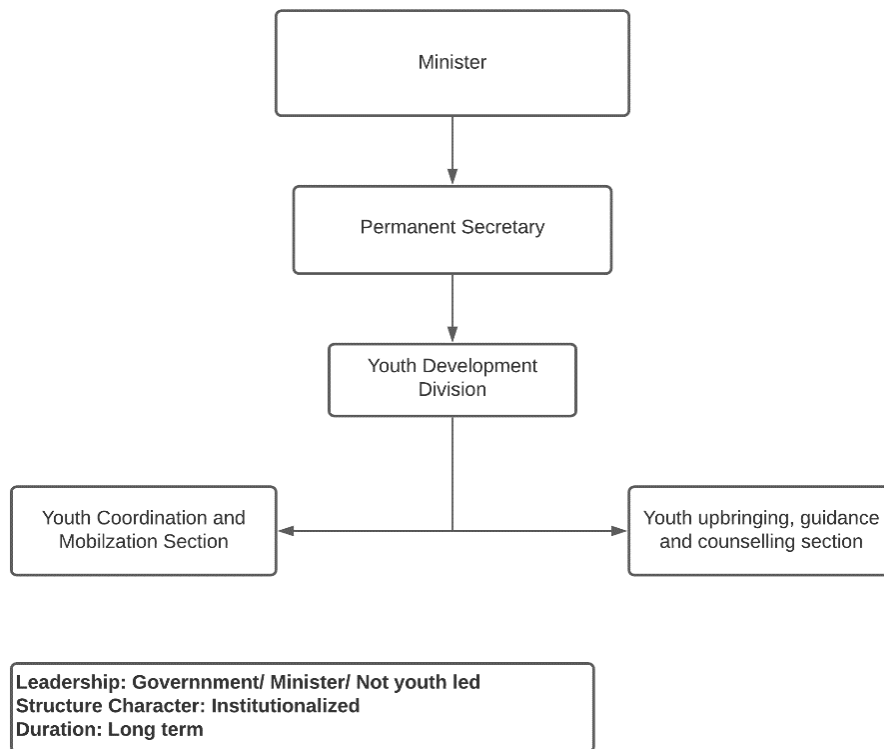 Minister
Permanent Secretary
Youth Development
Division
Youth Coordination and
Mobilzation Section
Youth upbringing, guidance
and counselling section
Leadership: Governnment/ Minister/ Not youth led
Structure Character: Institutionalized
Duration: Long term